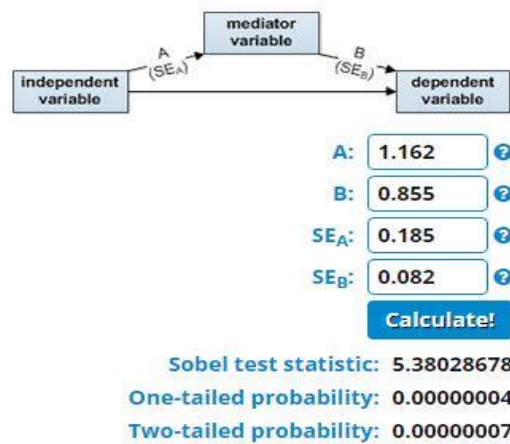 mediator
variable
A
(SEA)
B
(SEB)
independent
variable
dependent
variable
A: 1.162 ?
B: 0.855 ?
SEA: 0.185 ?
SEB: 0.082 ?
Calculate!
Sobel test statistic: 5.38028678
One-tailed probability: 0.00000004
Two-tailed probability: 0.00000007